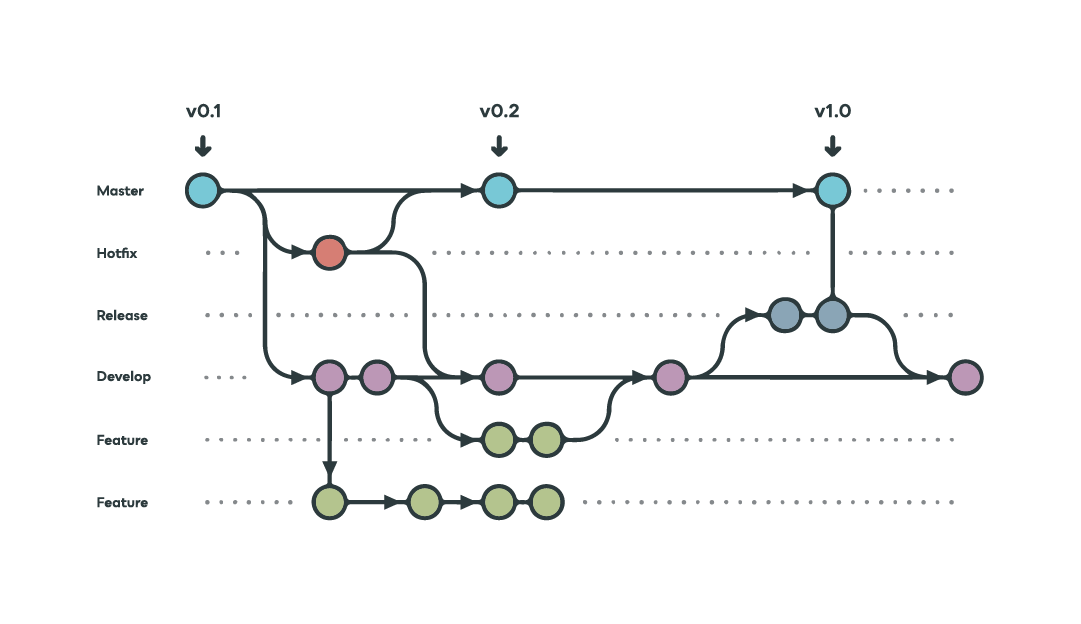 v0.1
v0.2
v1.0
Master
Hotfix
Release
Develop
Feature
Feature